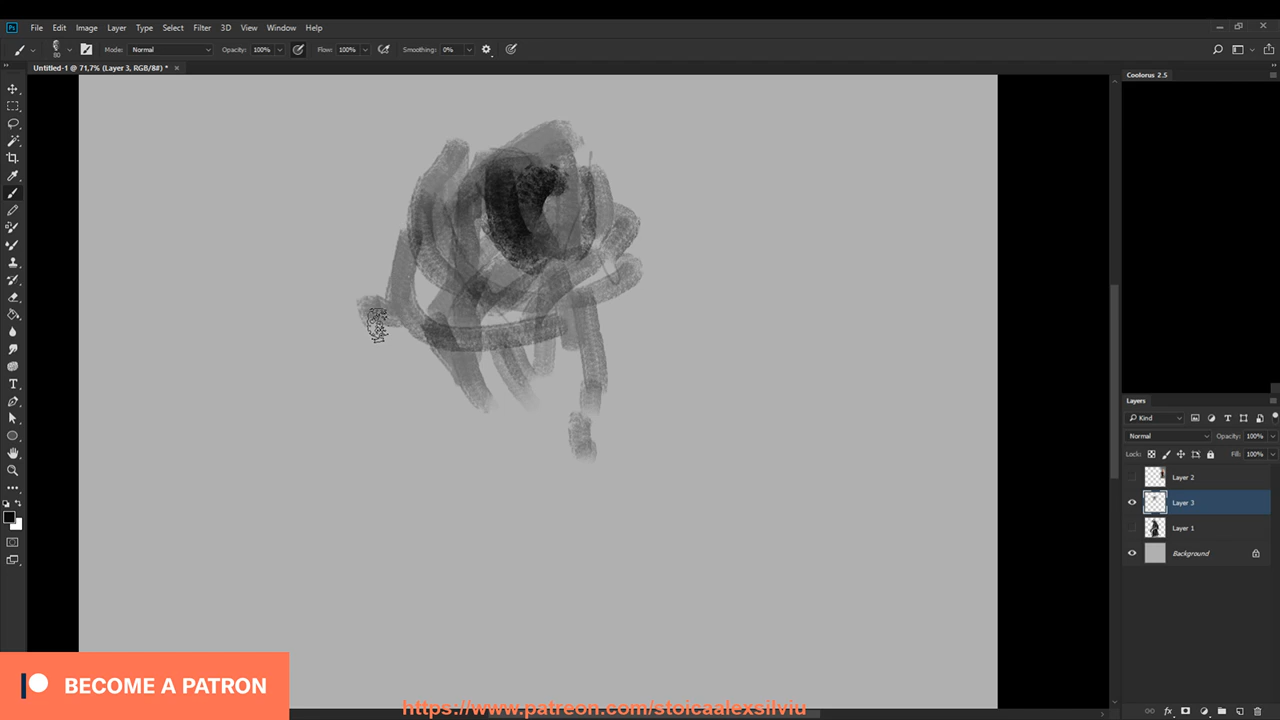 Ps File Edit Image Layer Type Select Filter 3D View Window Help
80 Mode: Normal Opacity: 100% Flow: 100% Smoothing: 0%
Untitled-1 @ 71,7% (Layer 3, RGB/8#) *
Coolorus 2.5
Layers
Kind
Normal Opacity: 100%
Lock: Fill: 100%
Layer 2
Layer 3
Layer 1
Background
BECOME A PATRON
https://www.patreon.com/stoicaalexsilviu